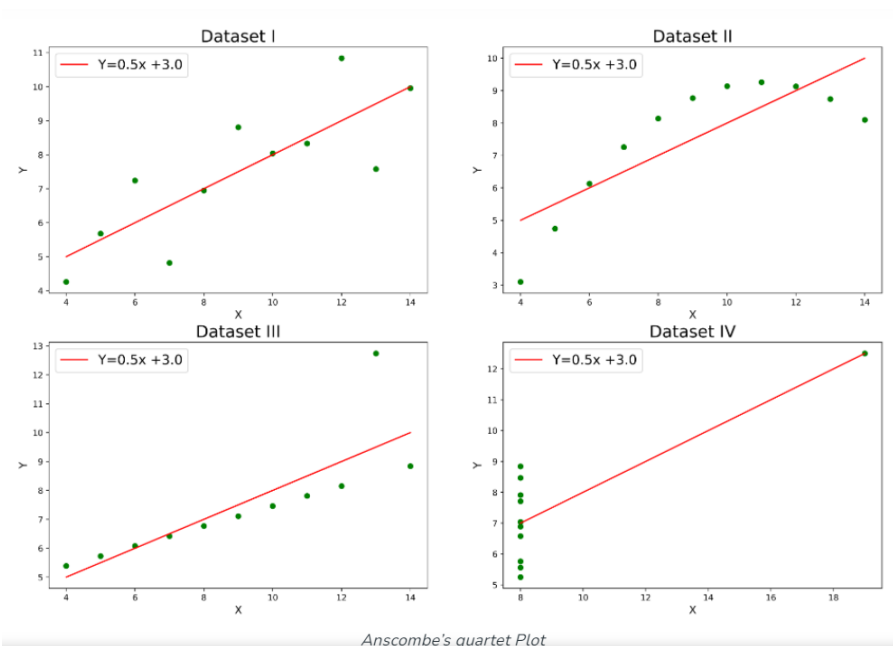 Dataset I
Y=0.5x +3.0
11
10
9
8
7
6
5
4
Y
4 6 8 10 12 14
X
Dataset II
Y=0.5x +3.0
10
9
8
7
6
5
4
3
Y
4 6 8 10 12 14
X
Dataset III
Y=0.5x +3.0
13
12
11
10
9
8
7
6
5
Y
4 6 8 10 12 14
X
Dataset IV
Y=0.5x +3.0
12
11
10
9
8
7
6
5
Y
8 10 12 14 16 18
X
Anscombe's quartet Plot